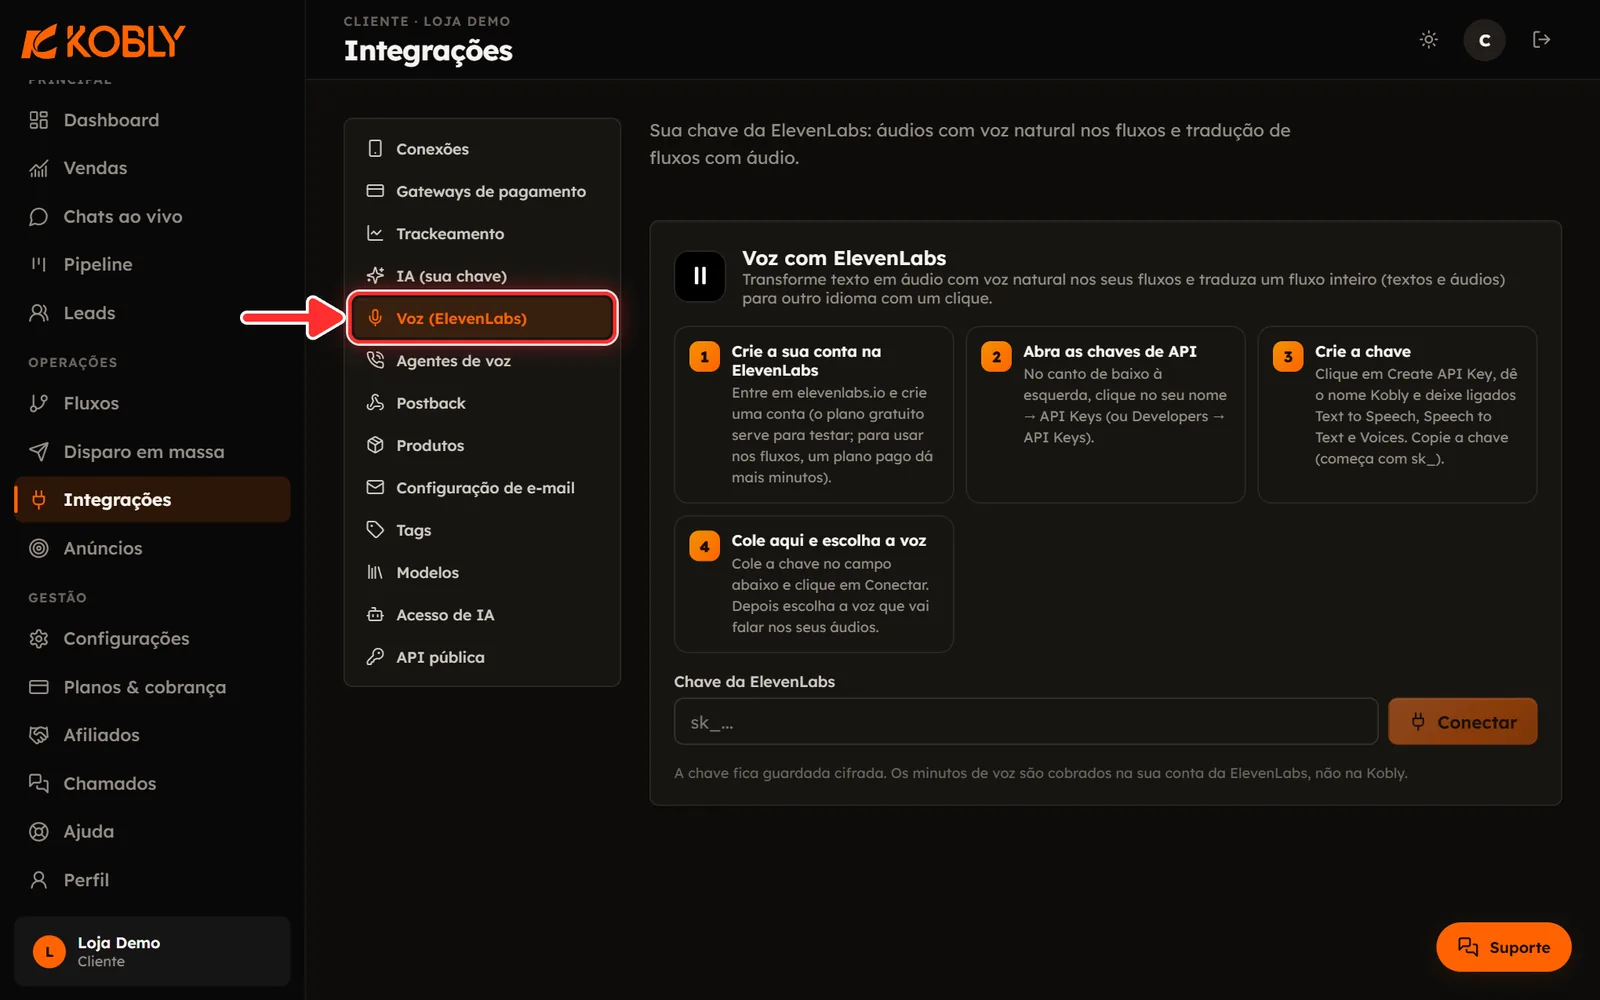 KOBLY
PRINCIPAL
Dashboard
Vendas
Chats ao vivo
Pipeline
Leads
OPERAÇÕES
Fluxos
Disparo em massa
Integrações
Anúncios
GESTÃO
Configurações
Planos & cobrança
Afiliados
Chamados
Ajuda
Perfil
L
Loja Demo
Cliente
CLIENTE · LOJA DEMO
Integrações
C
Conexões
Gateways de pagamento
Trackeamento
IA (sua chave)
Voz (ElevenLabs)
Agentes de voz
Postback
Produtos
Configuração de e-mail
Tags
Modelos
Acesso de IA
API pública
Sua chave da ElevenLabs: áudios com voz natural nos fluxos e tradução de
fluxos com áudio.
Voz com ElevenLabs
Transforme texto em áudio com voz natural nos seus fluxos e traduza um fluxo inteiro (textos e áudios)
para outro idioma com um clique.
1
Crie a sua conta na
ElevenLabs
Entre em elevenlabs.io e crie
uma conta (o plano gratuito
serve para testar; para usar
nos fluxos, um plano pago dá
mais minutos).
2
Abra as chaves de API
No canto de baixo à
esquerda, clique no seu nome
→ API Keys (ou Developers →
API Keys).
3
Crie a chave
Clique em Create API Key, dê
o nome Kobly e deixe ligados
Text to Speech, Speech to
Text e Voices. Copie a chave
(começa com sk_).
4
Cole aqui e escolha a voz
Cole a chave no campo
abaixo e clique em Conectar.
Depois escolha a voz que vai
falar nos seus áudios.
Chave da ElevenLabs
sk_...
Conectar
A chave fica guardada cifrada. Os minutos de voz são cobrados na sua conta da ElevenLabs, não na Kobly.
Suporte